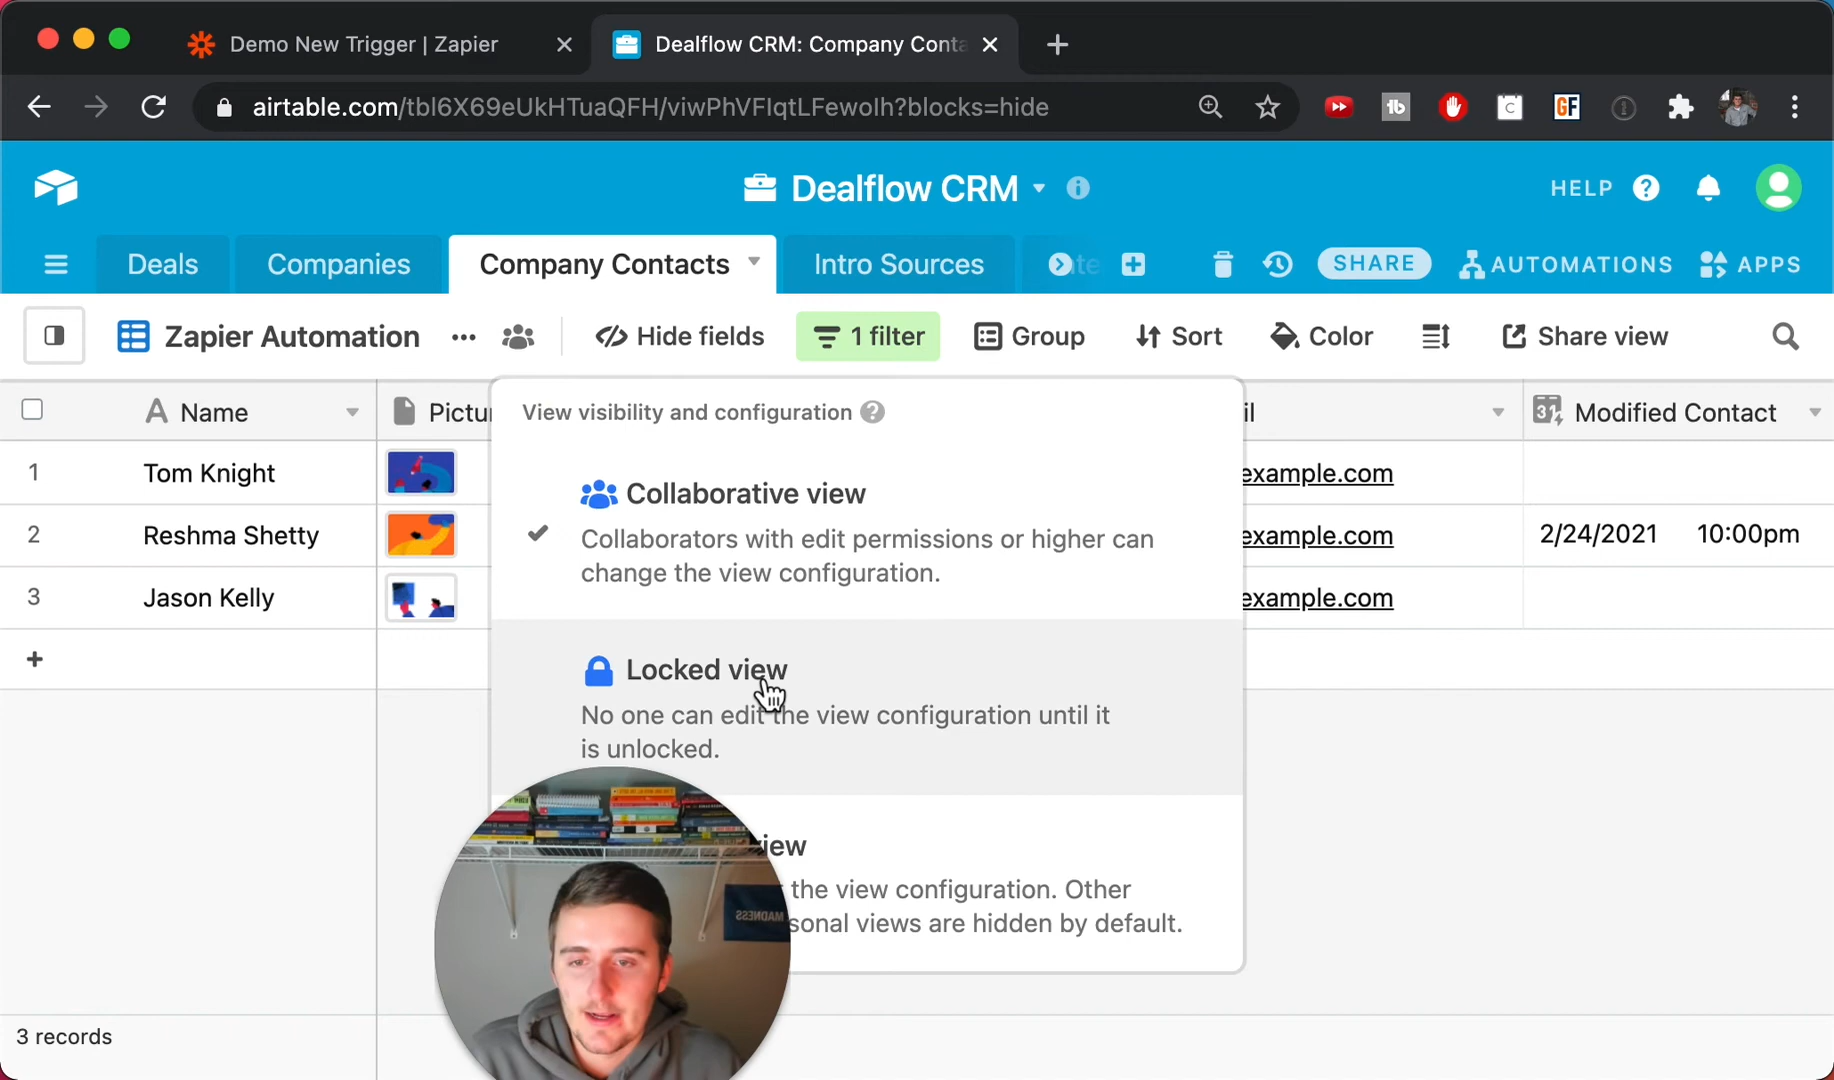 Demo New Trigger | Zapier
Dealflow CRM: Company Conta
airtable.com/tbl6X69eUkHTuaQFH/viwPhVFIqtLFewoIh?blocks=hide
Dealflow CRM
HELP
Deals
Companies
Company Contacts
Intro Sources
SHARE
AUTOMATIONS
APPS
Zapier Automation
Hide fields
1 filter
Group
Sort
Color
Share view
Name
Pictur
View visibility and configuration
il
Modified Contact
1
Tom Knight
example.com
Collaborative view
Collaborators with edit permissions or higher can
change the view configuration.
2
Reshma Shetty
example.com
2/24/2021 10:00pm
3
Jason Kelly
example.com
Locked view
No one can edit the view configuration until it
is unlocked.
iew
the view configuration. Other
sonal views are hidden by default.
MADNESS
3 records